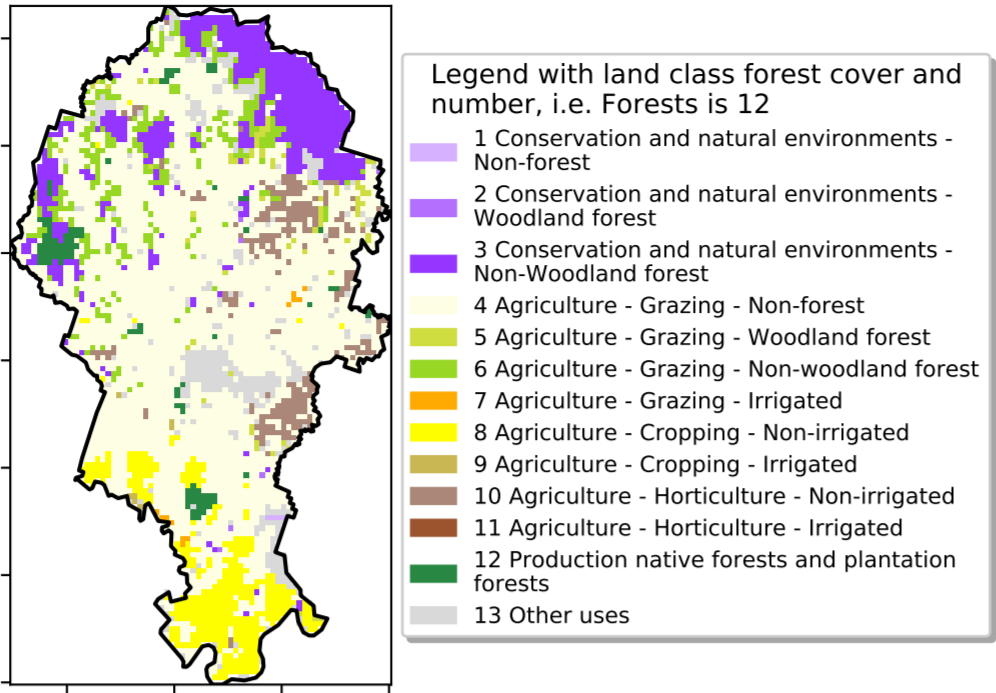 Legend with land class forest cover and
number, i.e. Forests is 12
1 Conservation and natural environments -
Non-forest
2 Conservation and natural environments -
Woodland forest
3 Conservation and natural environments -
Non-Woodland forest
4 Agriculture - Grazing - Non-forest
5 Agriculture - Grazing - Woodland forest
6 Agriculture - Grazing - Non-woodland forest
7 Agriculture - Grazing - Irrigated
8 Agriculture - Cropping - Non-irrigated
9 Agriculture - Cropping - Irrigated
10 Agriculture - Horticulture - Non-irrigated
11 Agriculture - Horticulture - Irrigated
12 Production native forests and plantation
forests
13 Other uses